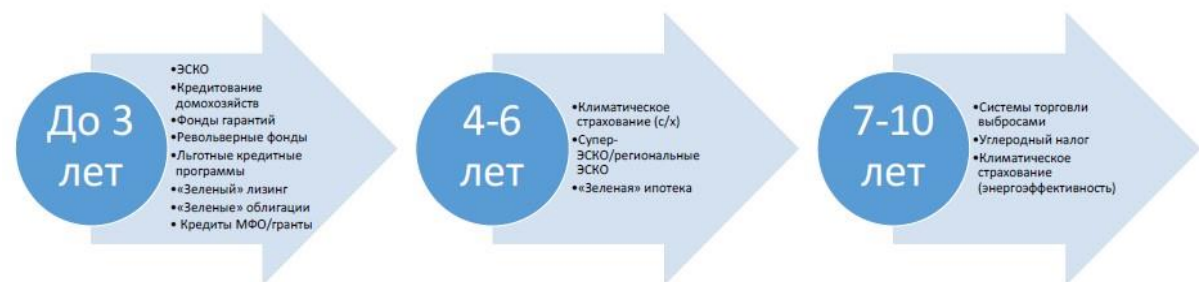 До 3
лет
•ЭСКО
•Кредитование
домохозяйств
•Фонды гарантий
•Револьверные фонды
•Льготные кредитные
программы
•«Зеленый» лизинг
•«Зеленые» облигации
• Кредиты МФО/гранты
4-6
лет
•Климатическое
страхование (с/х)
•Супер-
ЭСКО/региональные
ЭСКО
•«Зеленая» ипотека
7-10
лет
•Системы торговли
выбросами
•Углеродный налог
•Климатическое
страхование
(энергоэффективность)